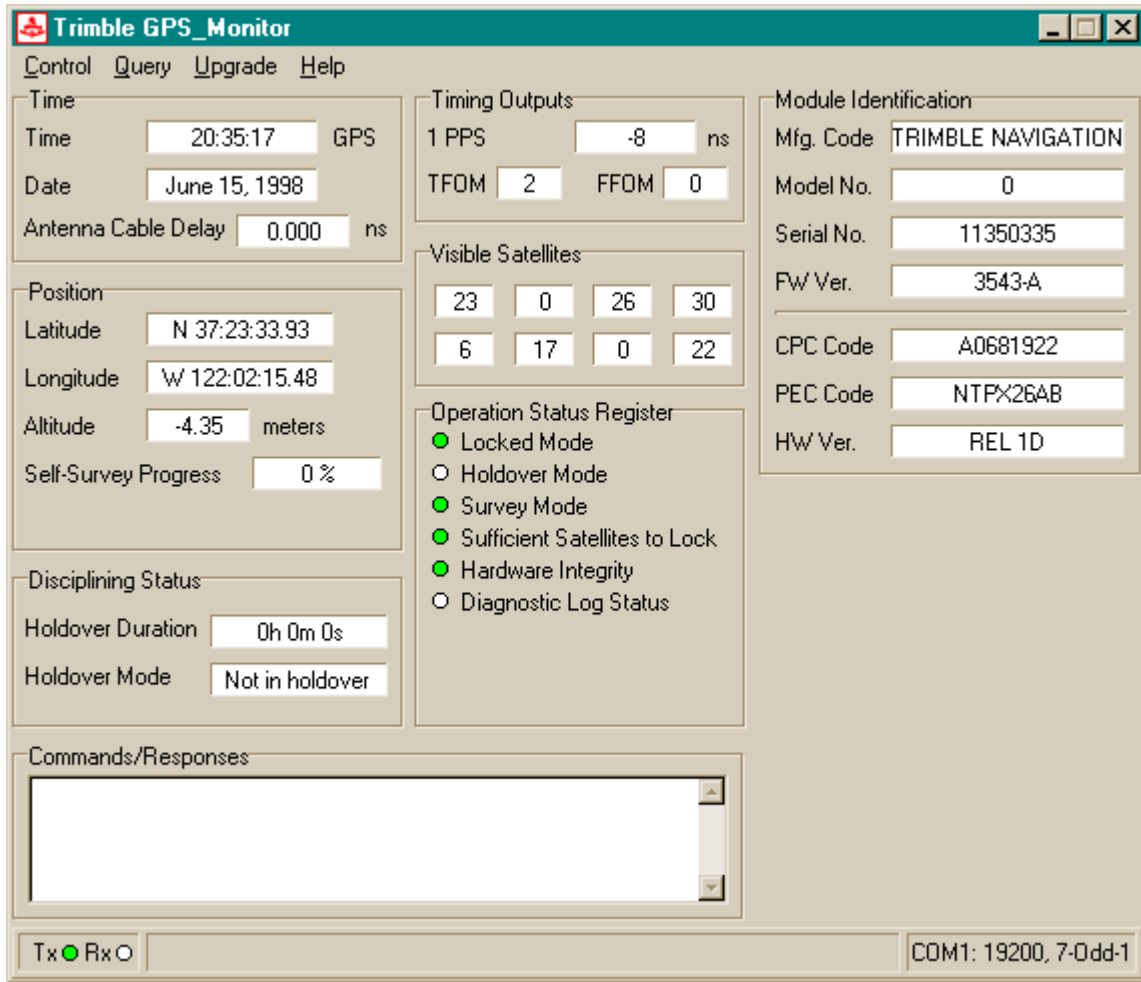 Trimble GPS_Monitor
Control Query Upgrade Help
Time
Time 20:35:17 GPS
Date June 15, 1998
Antenna Cable Delay 0.000 ns
Position
Latitude N 37:23:33.93
Longitude W 122:02:15.48
Altitude -4.35 meters
Self-Survey Progress 0 %
Disciplining Status
Holdover Duration 0h 0m 0s
Holdover Mode Not in holdover
Timing Outputs
1 PPS -8 ns
TFOM 2 FFOM 0
Visible Satellites
23 0 26 30
6 17 0 22
Operation Status Register
Locked Mode
Holdover Mode
Survey Mode
Sufficient Satellites to Lock
Hardware Integrity
Diagnostic Log Status
Module Identification
Mfg. Code TRIMBLE NAVIGATION
Model No. 0
Serial No. 11350335
FW Ver. 3543-A
CPC Code A0681922
PEC Code NTPX26AB
HW Ver. REL 1D
Commands/Responses
Tx Rx COM1: 19200, 7-Odd-1